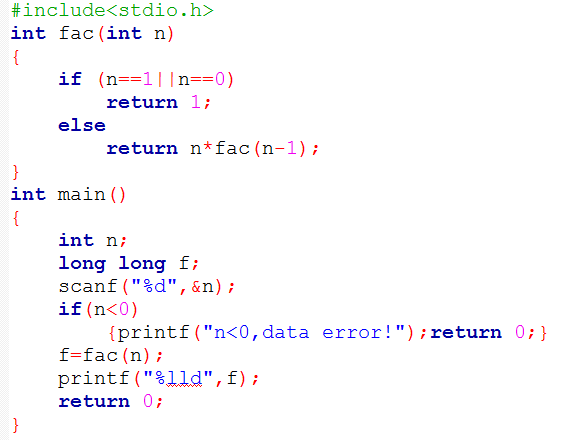 #include<stdio.h>
int fac(int n)
{
    if (n==1||n==0)
        return 1;
    else
        return n*fac(n-1);
}
int main()
{
    int n;
    long long f;
    scanf("%d",&n);
    if(n<0)
        {printf("n<0,data error!");return 0;}
    f=fac(n);
    printf("%lld",f);
    return 0;
}